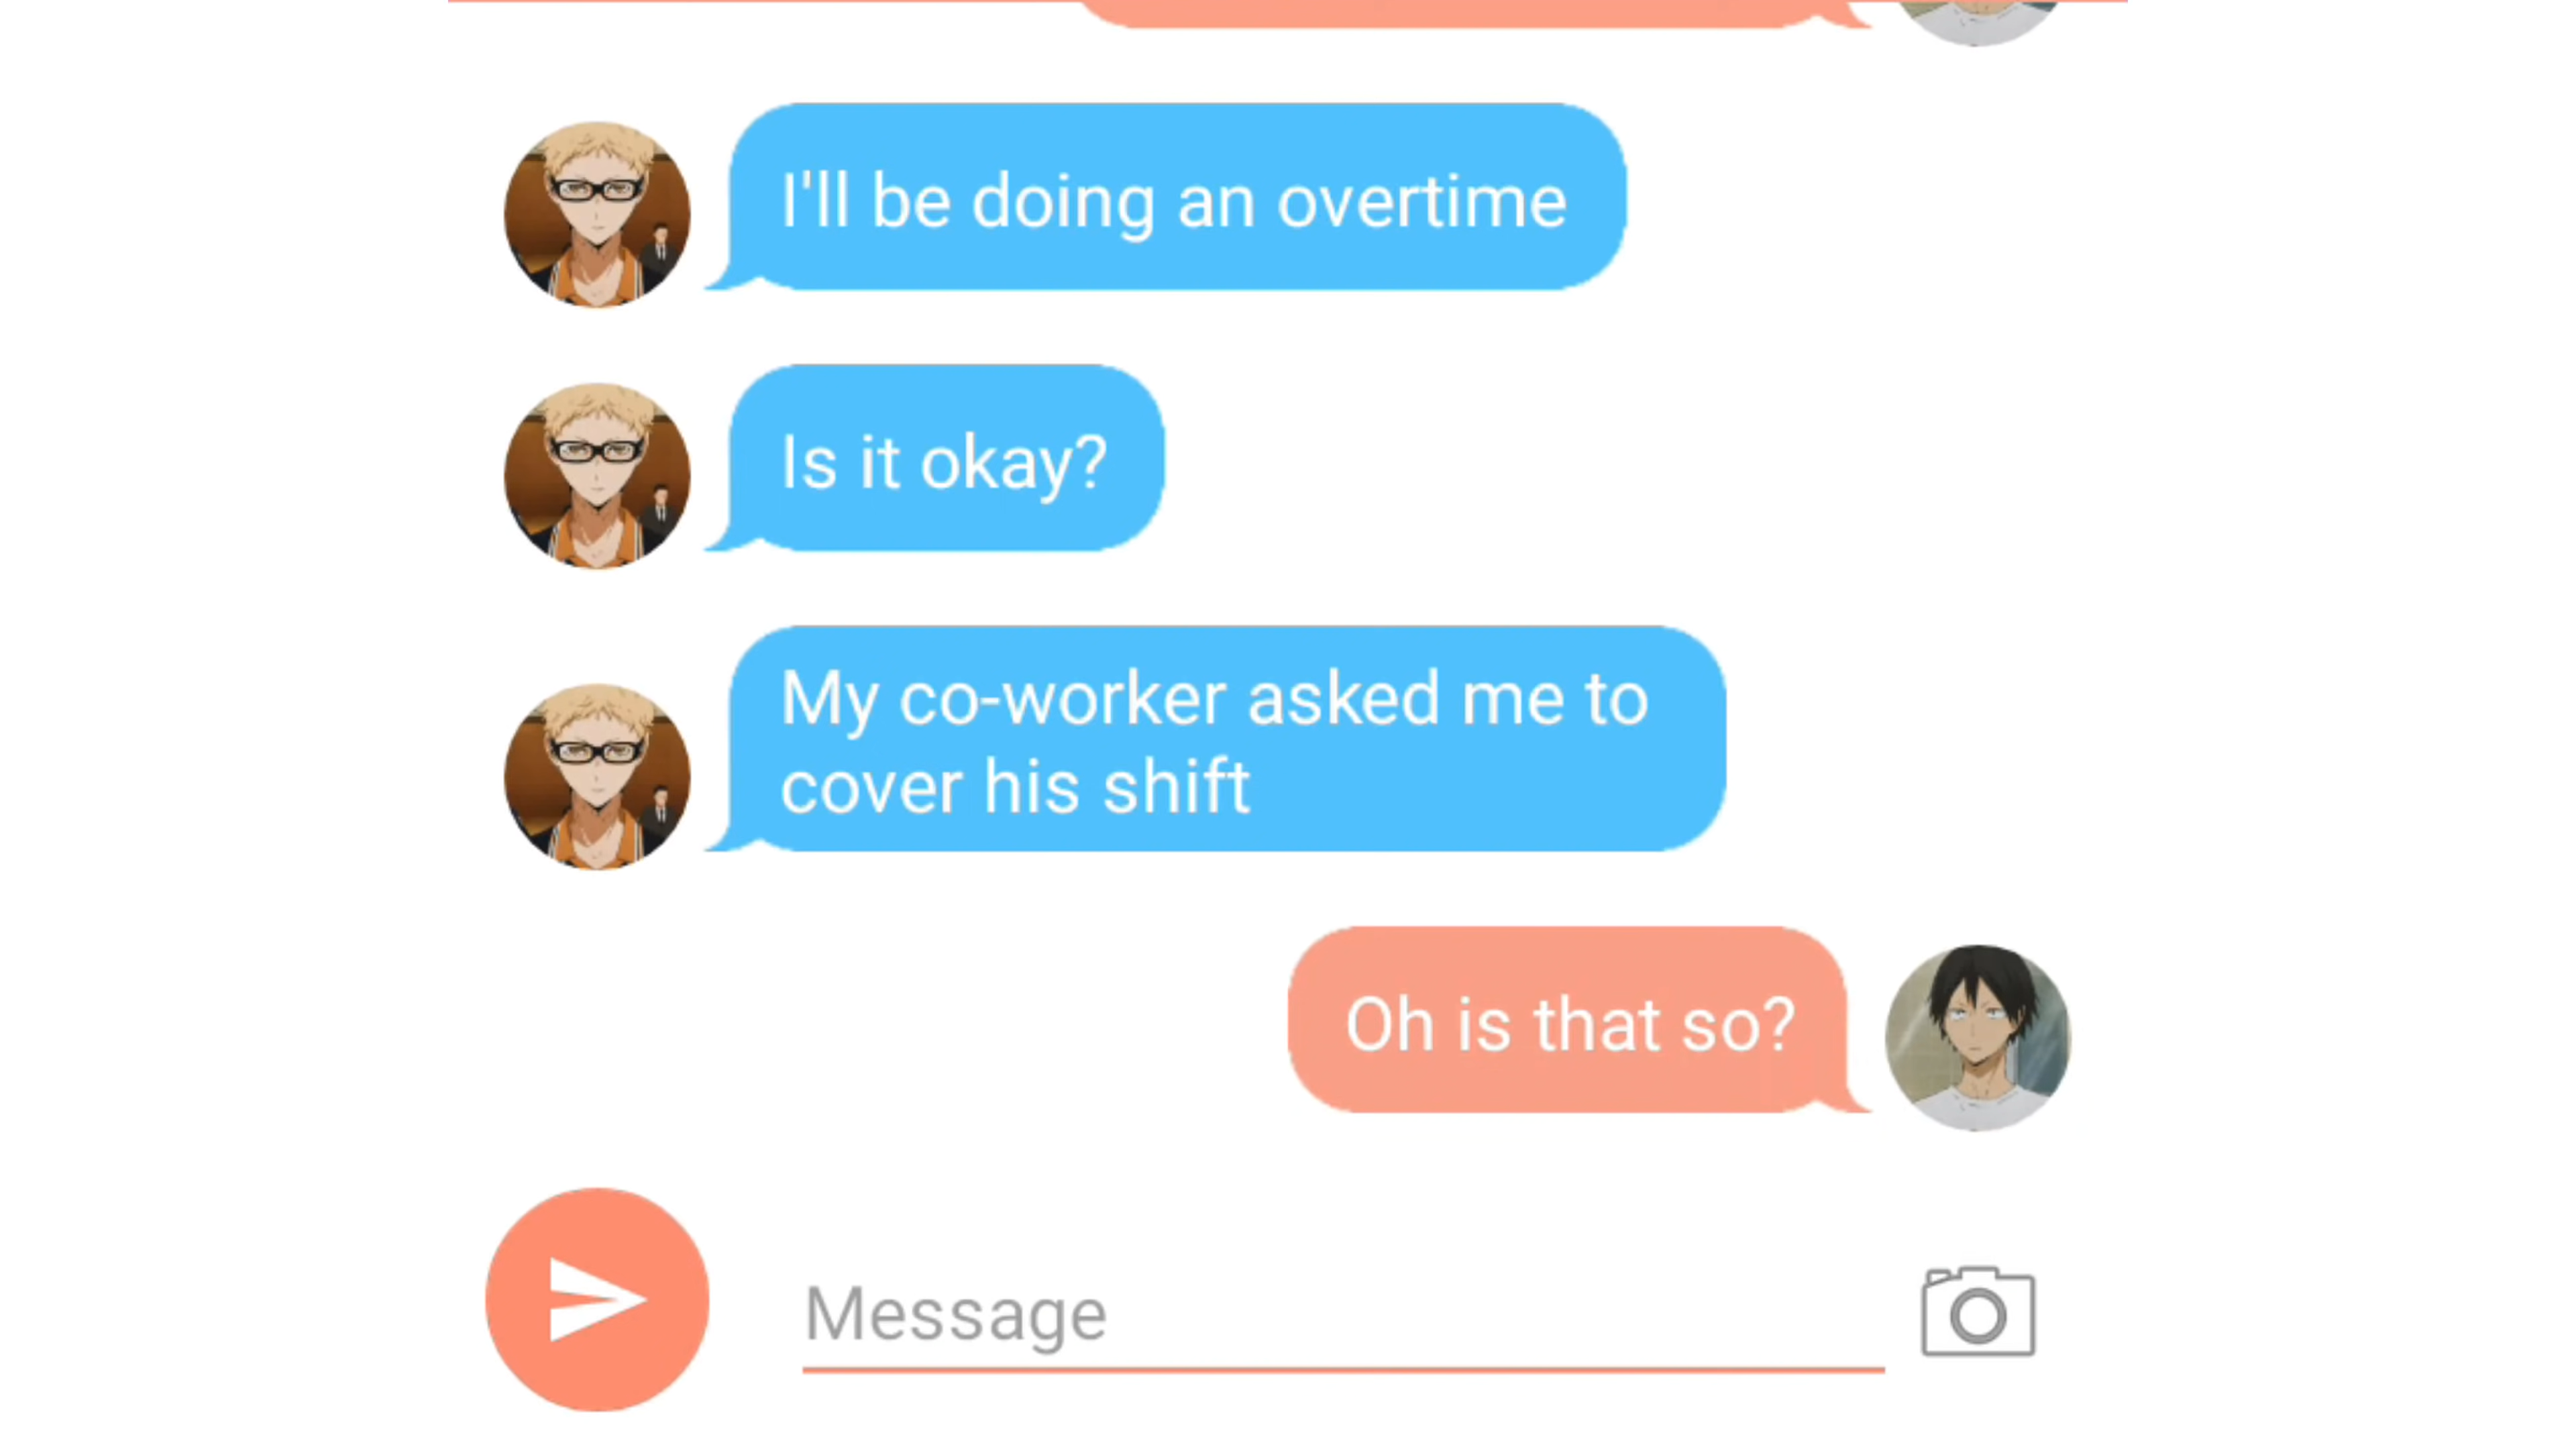 I'll be doing an overtime
Is it okay?
My co-worker asked me to
cover his shift
Oh is that so?
Message